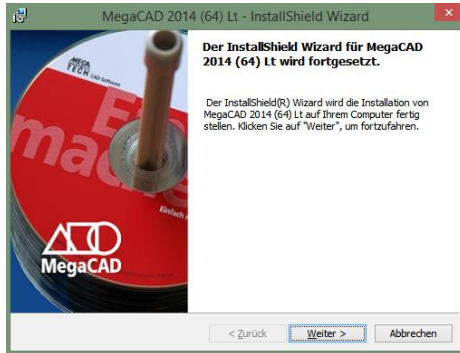 MegaCAD 2014 (64) Lt - InstallShield Wizard
Der InstallShield Wizard für MegaCAD
2014 (64) Lt wird fortgesetzt.
Der InstallShield(R) Wizard wird die Installation von
MegaCAD 2014 (64) Lt auf Ihrem Computer fertig
stellen. Klicken Sie auf "Weiter", um fortzufahren.
MEGA
TECH CAD Software
mac
Einfach
MegaCAD
< Zurück
Weiter >
Abbrechen